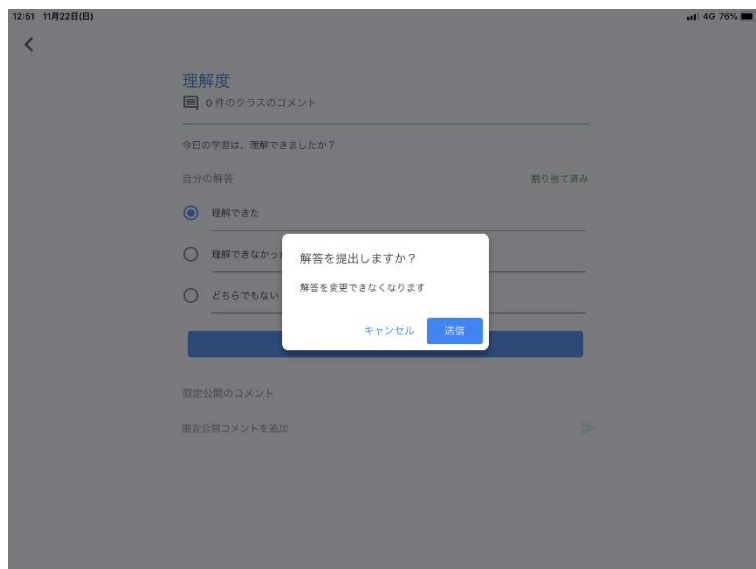 12:51 11月22日(日)
4G 76%
理解度
0 件のクラスのコメント
今日の学習は、理解できましたか？
自分の解答
割り当て済み
理解できた
理解できなかった
どちらでもない
解答を提出しますか？
解答を変更できなくなります
キャンセル
送信
限定公開のコメント
限定公開コメントを追加